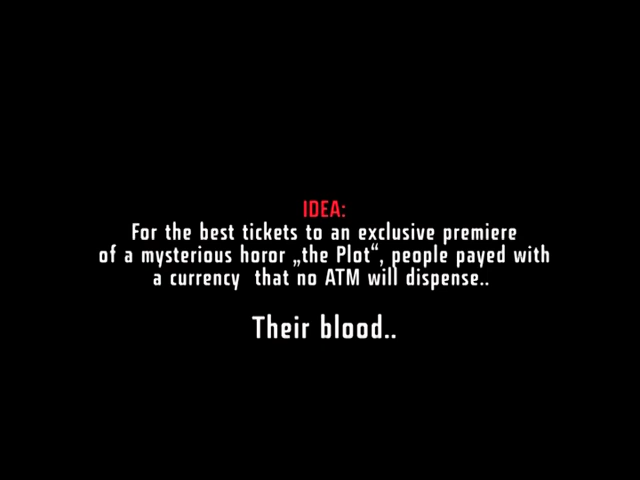 IDEA:
For the best tickets to an exclusive premiere
of a mysterious horor „the Plot“, people payed with
a currency  that no ATM will dispense..
Their blood..